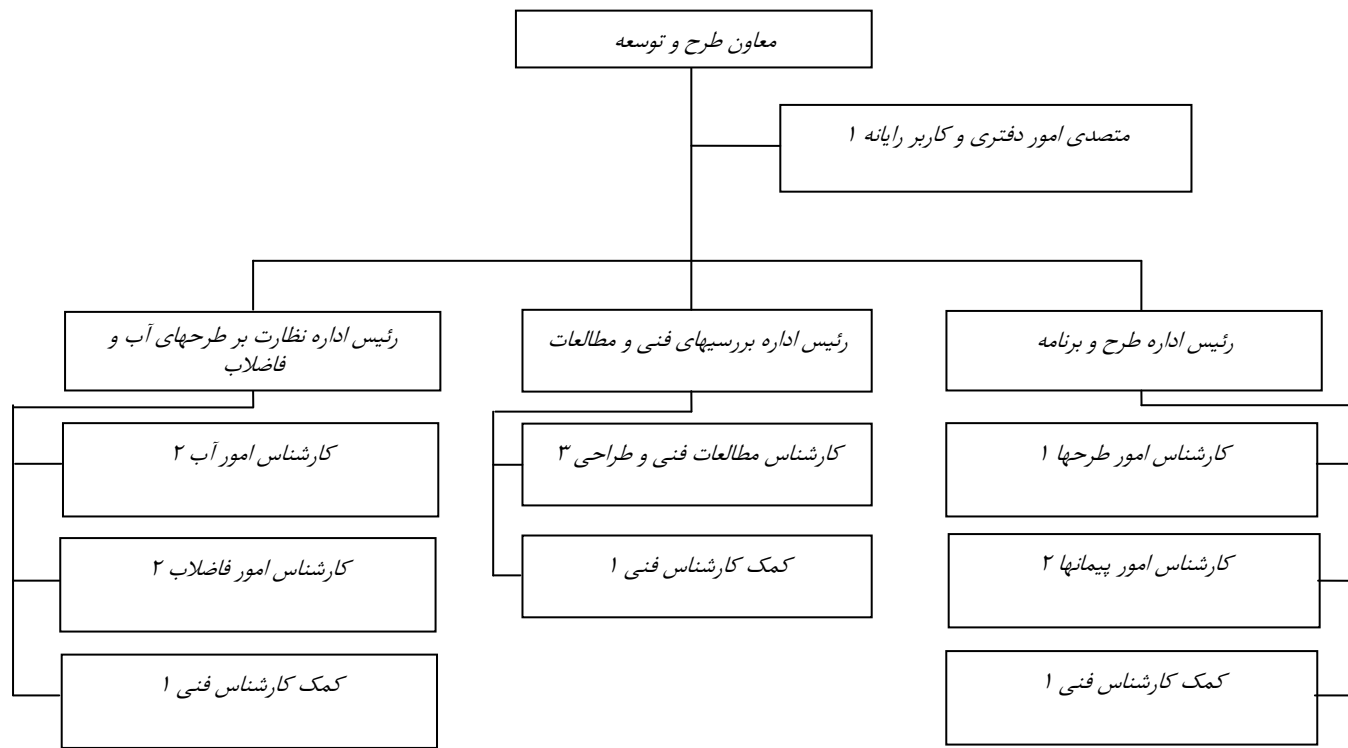 معاون طرح و توسعه
متصدی امور دفتری و کاربر رایانه ۱
رئیس اداره طرح و برنامه
کارشناس امور طرحها ۱
کارشناس امور پیمانها ۲
کمک کارشناس فنی ۱
رئیس اداره بررسیهای فنی و مطالعات
کارشناس مطالعات فنی و طراحی ۳
کمک کارشناس فنی ۱
رئیس اداره نظارت بر طرحهای آب و
فاضلاب
کارشناس امور آب ۲
کارشناس امور فاضلاب ۲
کمک کارشناس فنی ۱